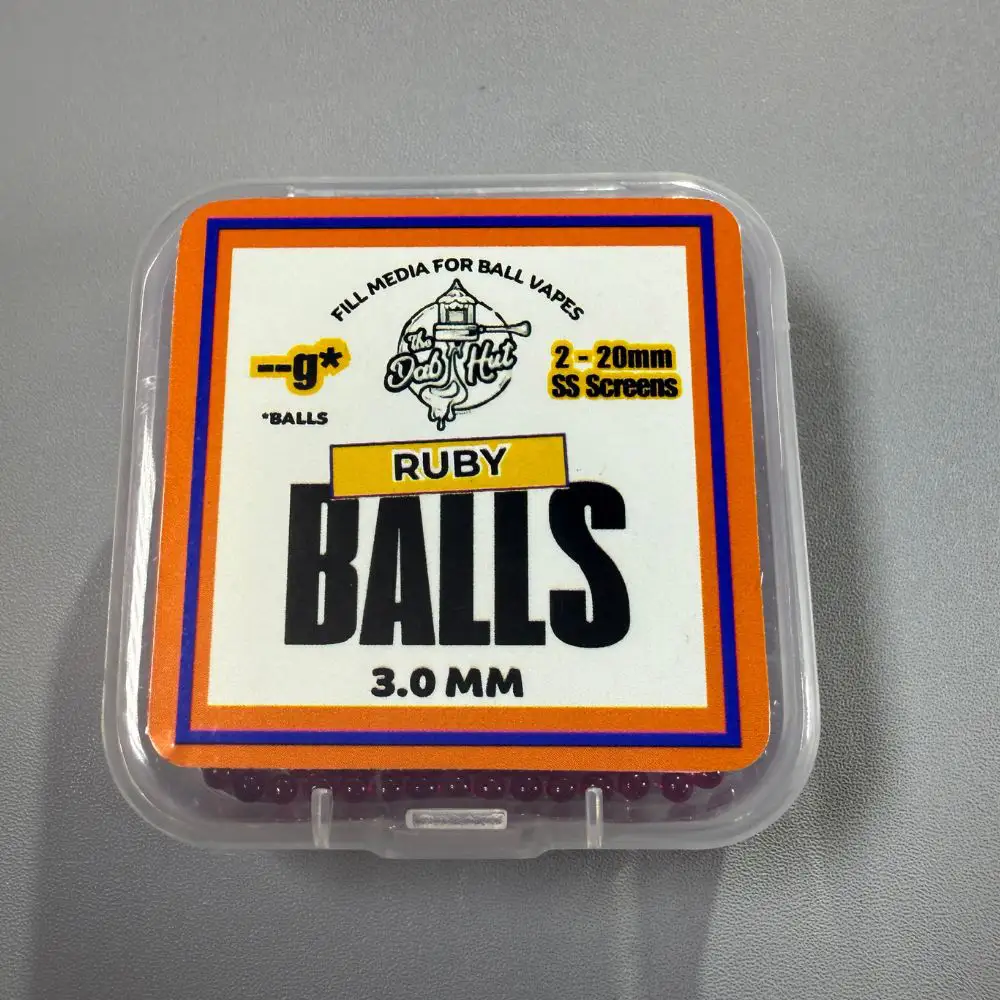 FILL MEDIA FOR BALL VAPES
the
Dab Hut
--g*
*BALLS
2 - 20mm
SS Screens
RUBY
BALLS
3.0 MM